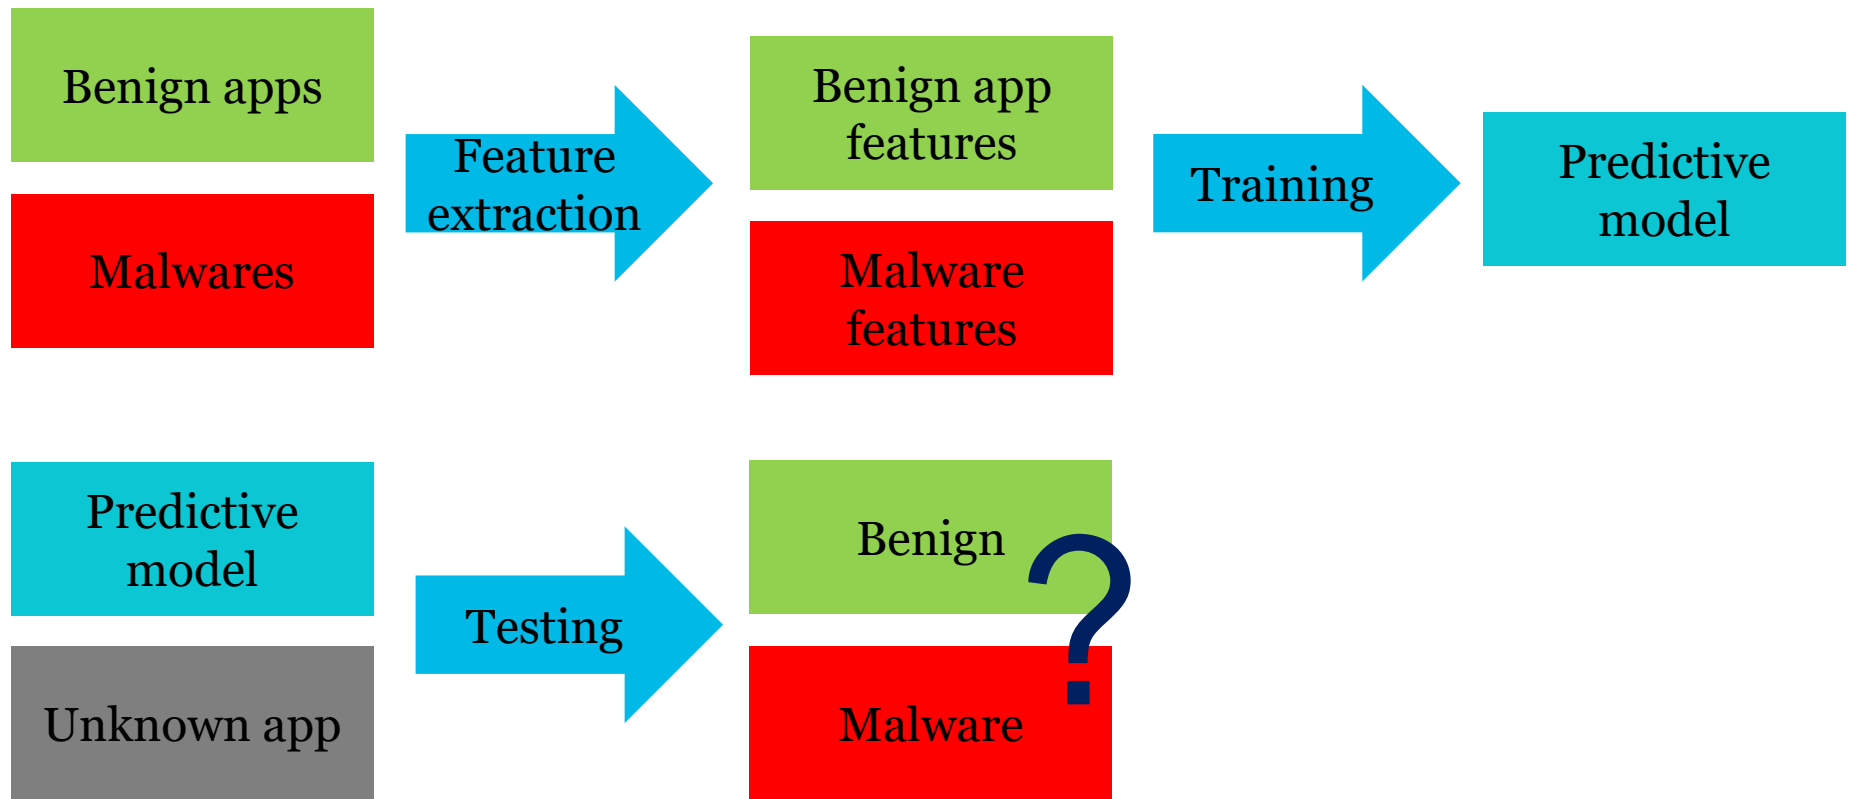 Benign apps
Malwares
Feature
extraction
Benign app
features
Malware
features
Training
Predictive
model
Predictive
model
Unknown app
Testing
Benign
Malware
?